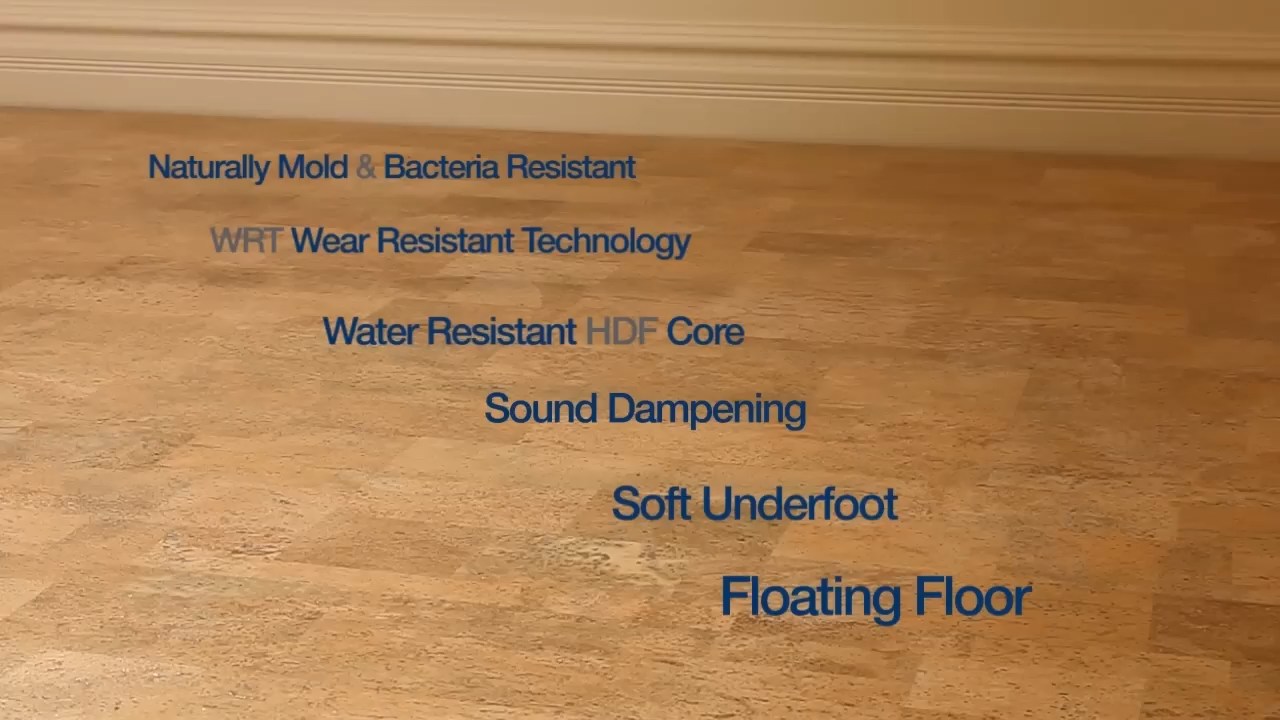 Naturally Mold & Bacteria Resistant
WRT Wear Resistant Technology
Water Resistant HDF Core
Sound Dampening
Soft Underfoot
Floating Floor